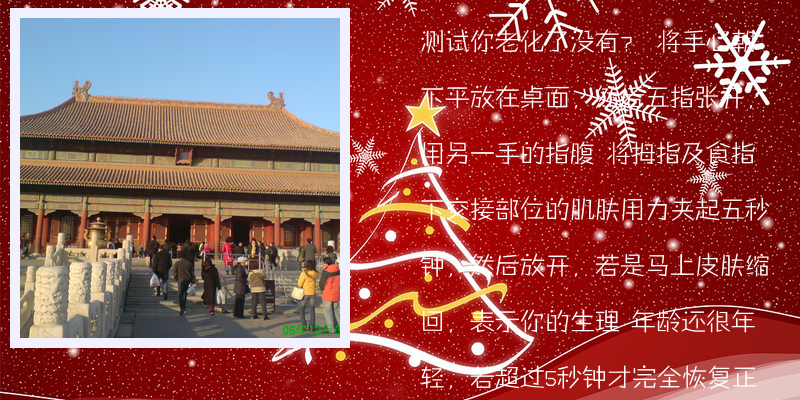 测试你老化了没有? 将手心朝
下平放在桌面，然后五指张开，
用另一手的指腹 将拇指及食指
下交接部位的肌肤用力夹起五秒
钟，然后放开，若是马上皮肤缩
回，表示你的生理 年龄还很年
轻，若超过5秒钟才完全恢复正